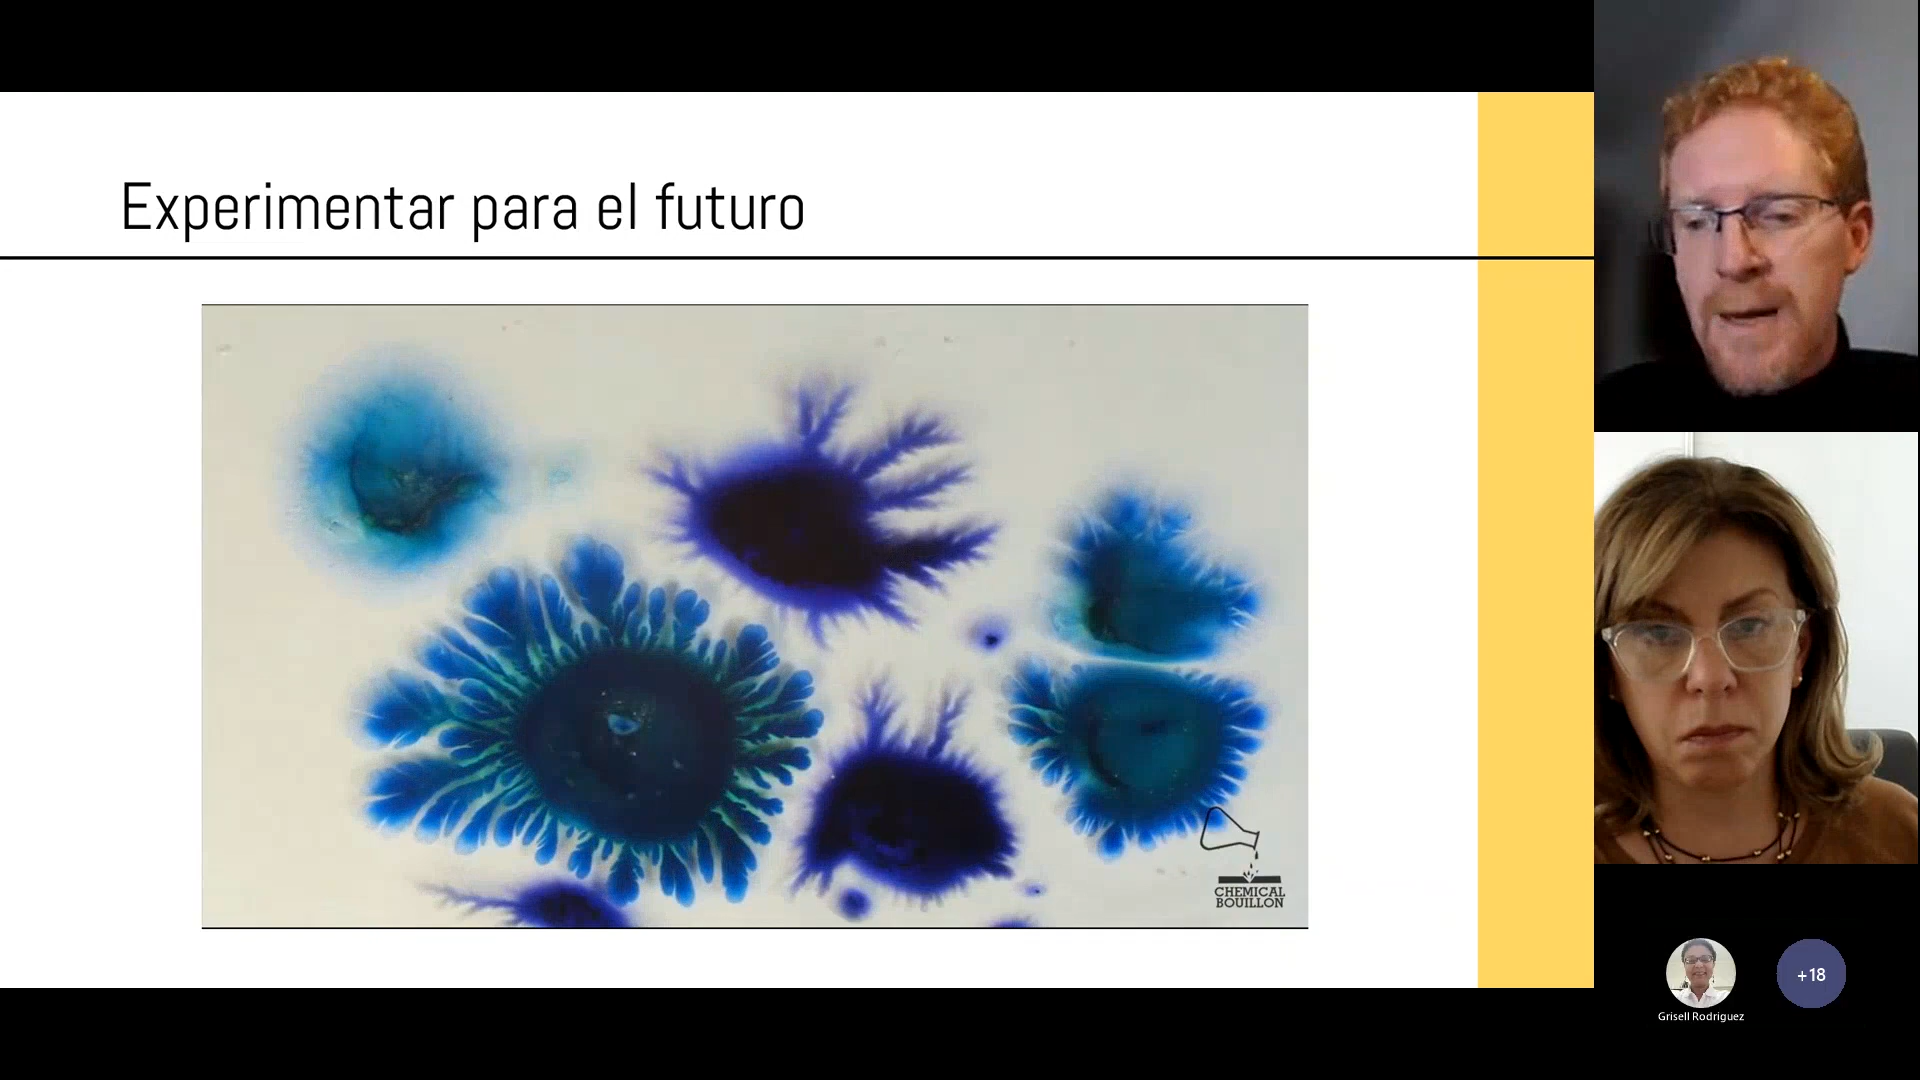 Experimentar para el futuro
CHEMICAL
BOUILLON
+18
Grisell Rodriguez